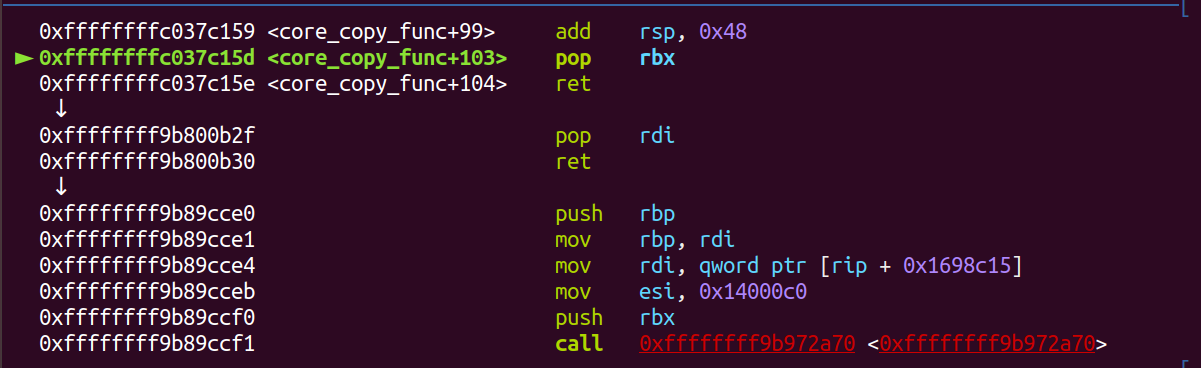 0xffffffffc037c159 <core_copy_func+99> add rsp, 0x48
► 0xffffffffc037c15d <core_copy_func+103> pop rbx
0xffffffffc037c15e <core_copy_func+104> ret
↓
0xffffffff9b800b2f pop rdi
0xffffffff9b800b30 ret
↓
0xffffffff9b89cce0 push rbp
0xffffffff9b89cce1 mov rbp, rdi
0xffffffff9b89cce4 mov rdi, qword ptr [rip + 0x1698c15]
0xffffffff9b89cceb mov esi, 0x14000c0
0xffffffff9b89ccf0 push rbx
0xffffffff9b89ccf1 call 0xffffffff9b972a70 <0xffffffff9b972a70>